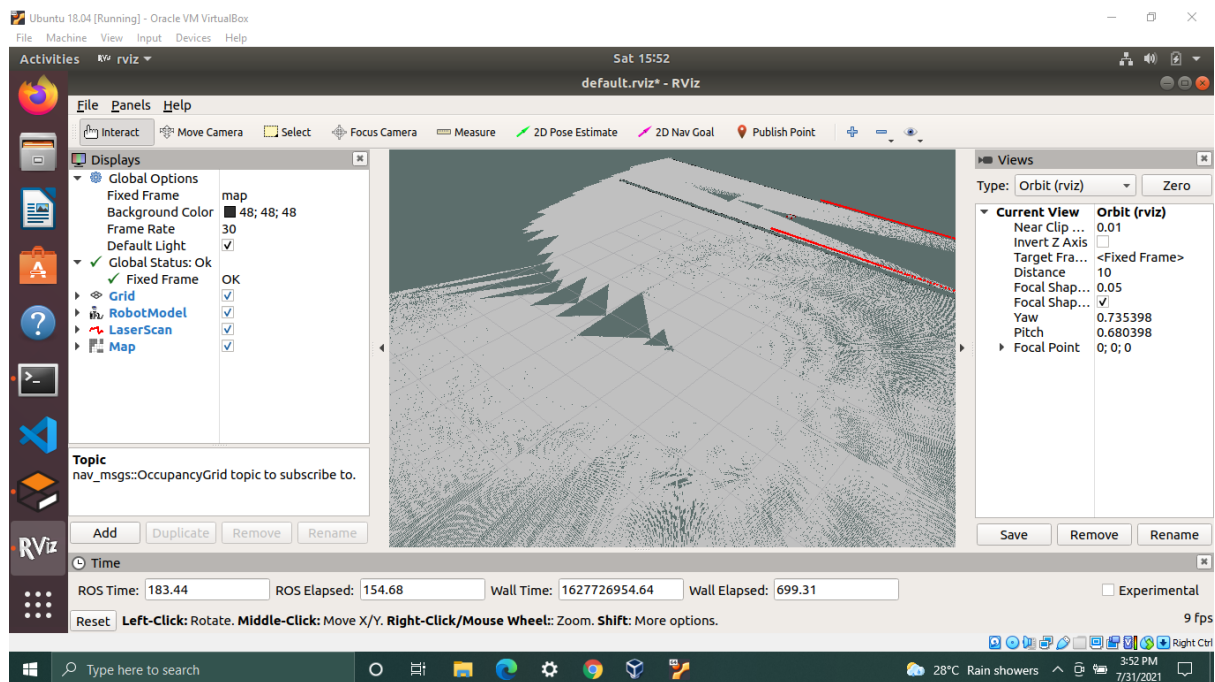 Ubuntu 18.04 [Running] - Oracle VM VirtualBox
File Machine View Input Devices Help
Activities RViz rviz Sat 15:52
default.rviz* - RViz
File Panels Help
Interact Move Camera Select Focus Camera Measure 2D Pose Estimate 2D Nav Goal Publish Point
Displays
Global Options
Fixed Frame map
Background Color 48; 48; 48
Frame Rate 30
Default Light ✓
✓ Global Status: Ok
✓ Fixed Frame OK
Grid ✓
RobotModel ✓
LaserScan ✓
Map ✓
Topic
nav_msgs::OccupancyGrid topic to subscribe to.
Add Duplicate Remove Rename
Views
Type: Orbit (rviz) Zero
Current View Orbit (rviz)
Near Clip ... 0.01
Invert Z Axis
Target Fra... <Fixed Frame>
Distance 10
Focal Shap... 0.05
Focal Shap... ✓
Yaw 0.735398
Pitch 0.680398
Focal Point 0; 0; 0
Save Remove Rename
RViz
Time
ROS Time: 183.44 ROS Elapsed: 154.68 Wall Time: 1627726954.64 Wall Elapsed: 699.31 Experimental
Reset Left-Click: Rotate. Middle-Click: Move X/Y. Right-Click/Mouse Wheel:: Zoom. Shift: More options. 9 fps
Right Ctrl
Type here to search 28°C Rain showers 3:52 PM
7/31/2021